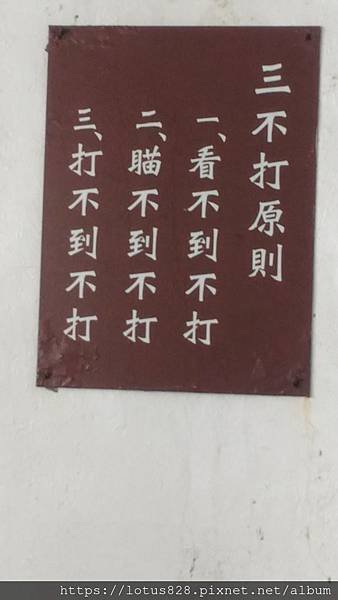 三不打原則
一、看不到不打
二、瞄不到不打
三、打不到不打
https://lotus828.pixnet.net/album